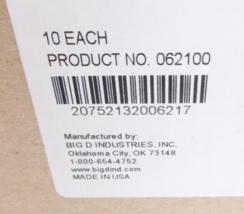 10 EACH
PRODUCT NO. 062100
20752132006217
Manufactured by:
BIG D INDUSTRIES, INC.
Oklahoma City, OK 73148
1-800-654-4752
www.bigdind.com
MADE IN USA